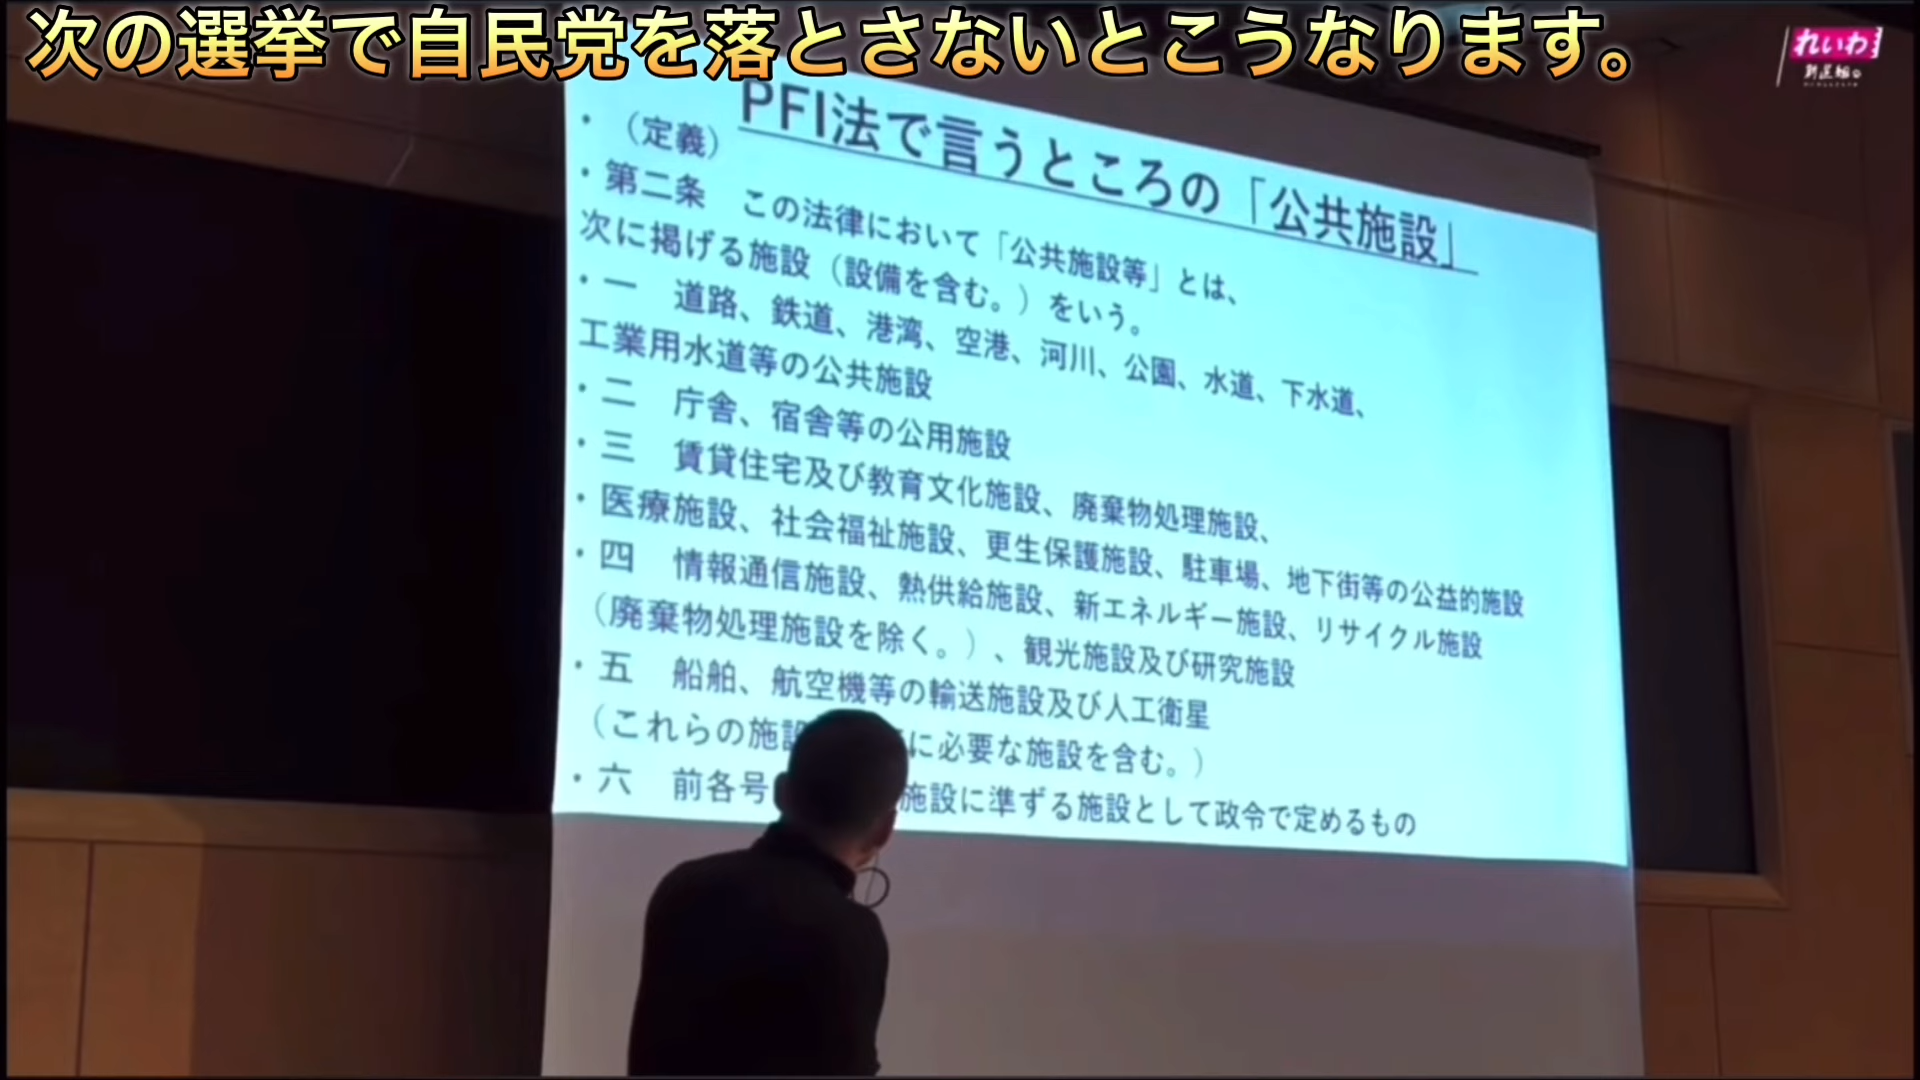 次の選挙で自民党を落とさないとこうなります。
れいわ
新選組
PFI法で言うところの「公共施設」
・（定義）
・第二条　この法律において「公共施設等」とは、
次に掲げる施設（設備を含む。）をいう。
・一　道路、鉄道、港湾、空港、河川、公園、水道、下水道、
工業用水道等の公共施設
・二　庁舎、宿舎等の公用施設
・三　賃貸住宅及び教育文化施設、廃棄物処理施設、
・医療施設、社会福祉施設、更生保護施設、駐車場、地下街等の公益的施設
・四　情報通信施設、熱供給施設、新エネルギー施設、リサイクル施設
（廃棄物処理施設を除く。）、観光施設及び研究施設
・五　船舶、航空機等の輸送施設及び人工衛星
（これらの施設 に必要な施設を含む。）
・六　前各号 施設に準ずる施設として政令で定めるもの